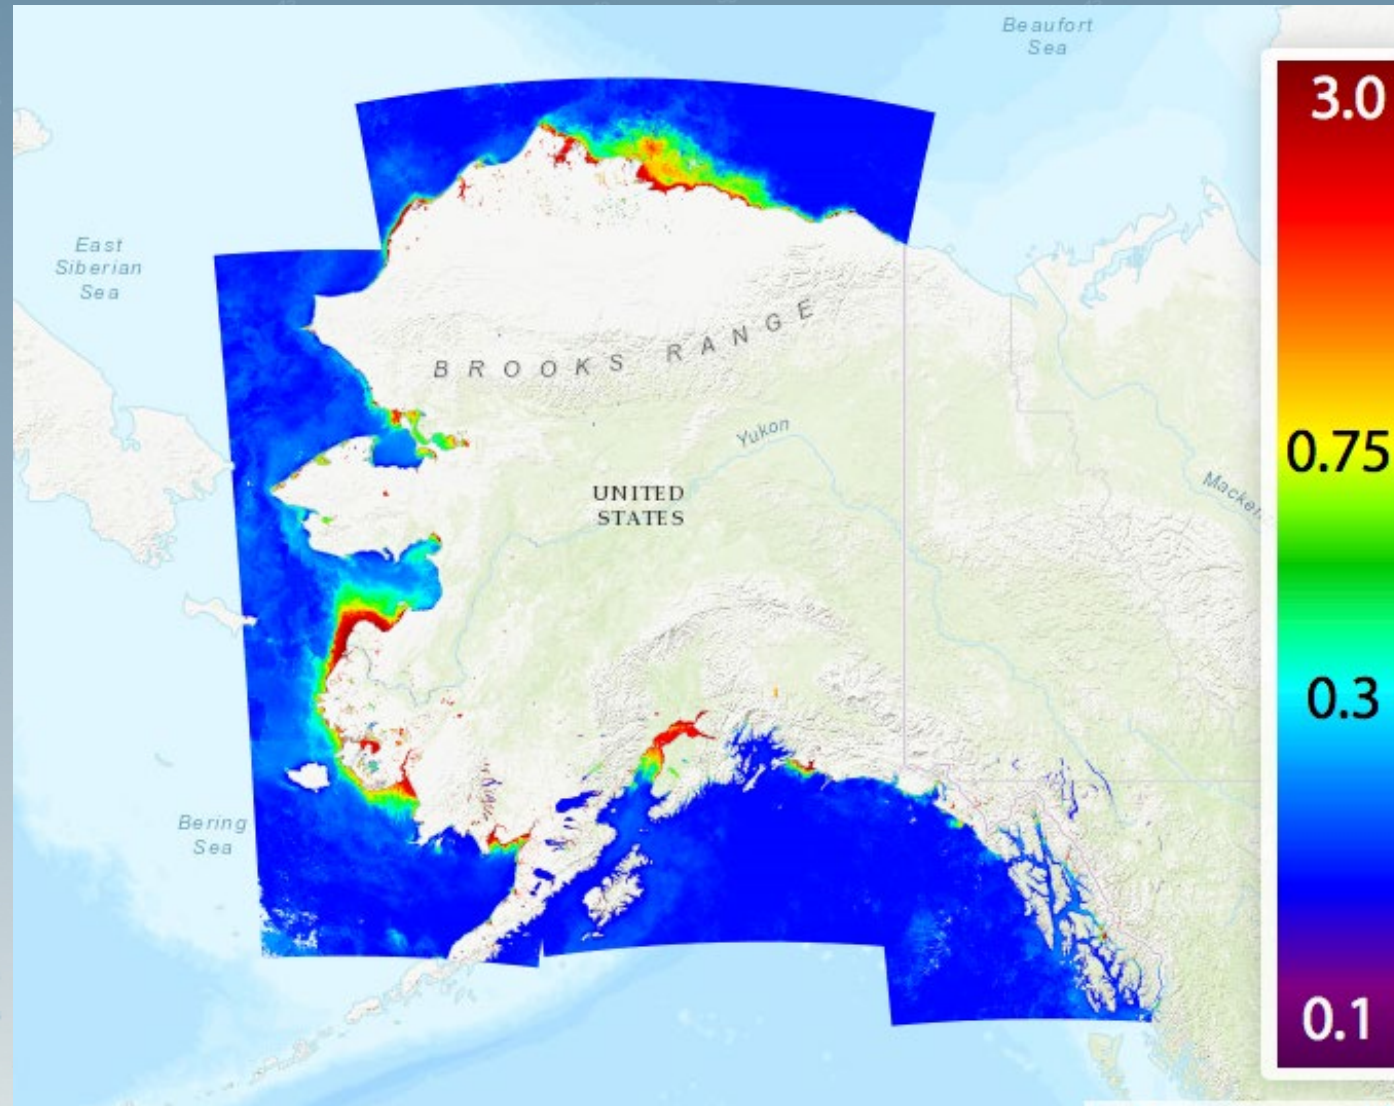 Beaufort
Sea
3.0
East
Siberian
Sea
BROOKS RANGE
Yukon
0.75
UNITED
STATES
0.3
Bering
Sea
0.1